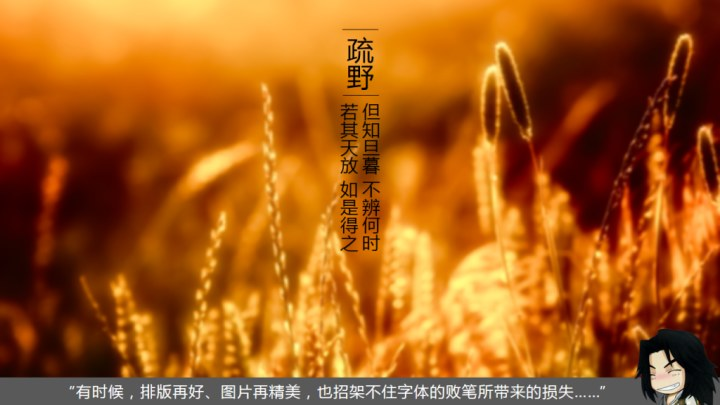 疏野
但知旦暮 不辨何时
若其天放 如是得之
“有时候，排版再好、图片再精美，也招架不住字体的败笔所带来的损失……”